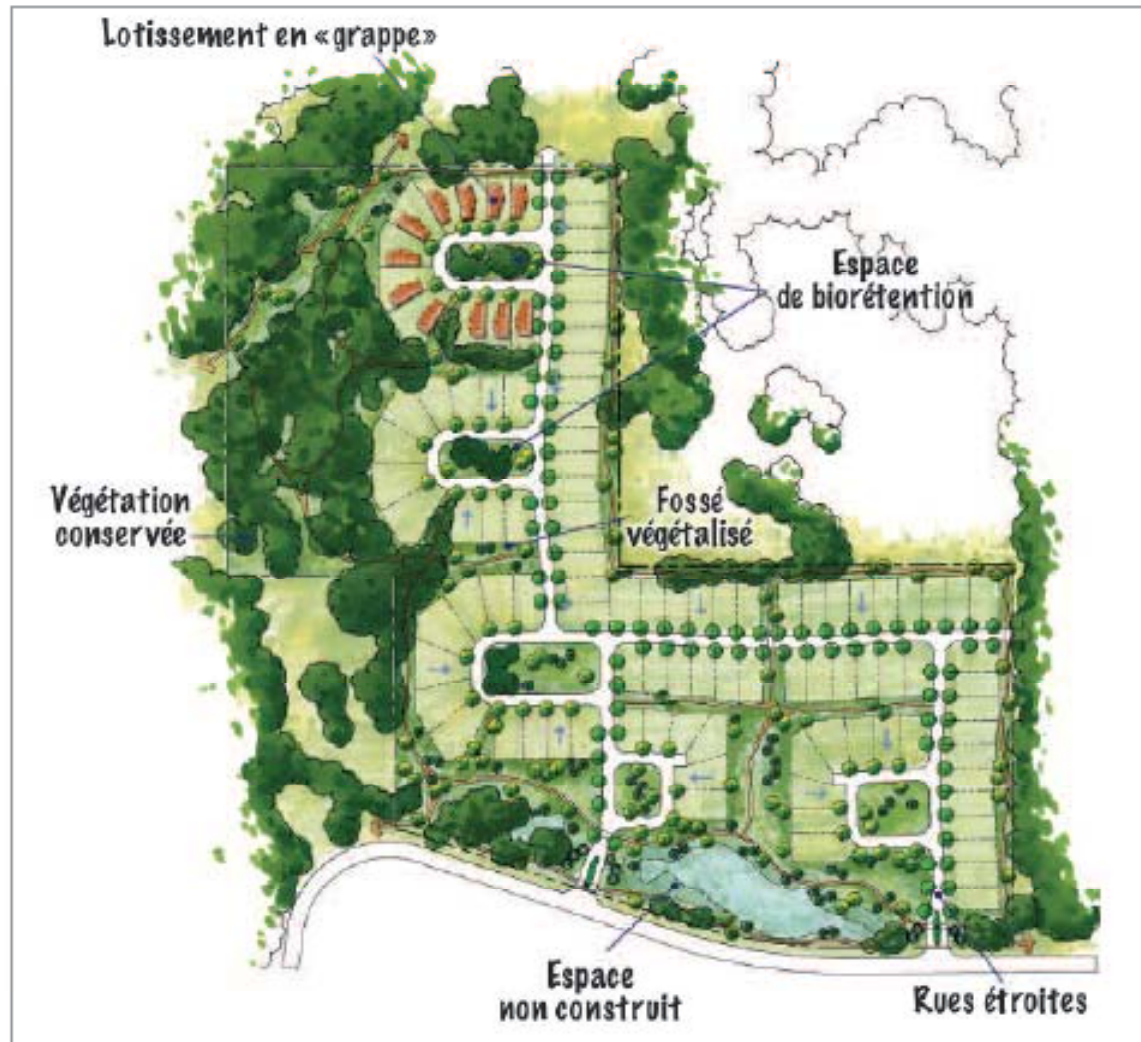 Lotissement en «grappe»
Espace
de biorétention
Végétation
conservée
Fossé
végétalisé
Espace
non construit
Rues étroites